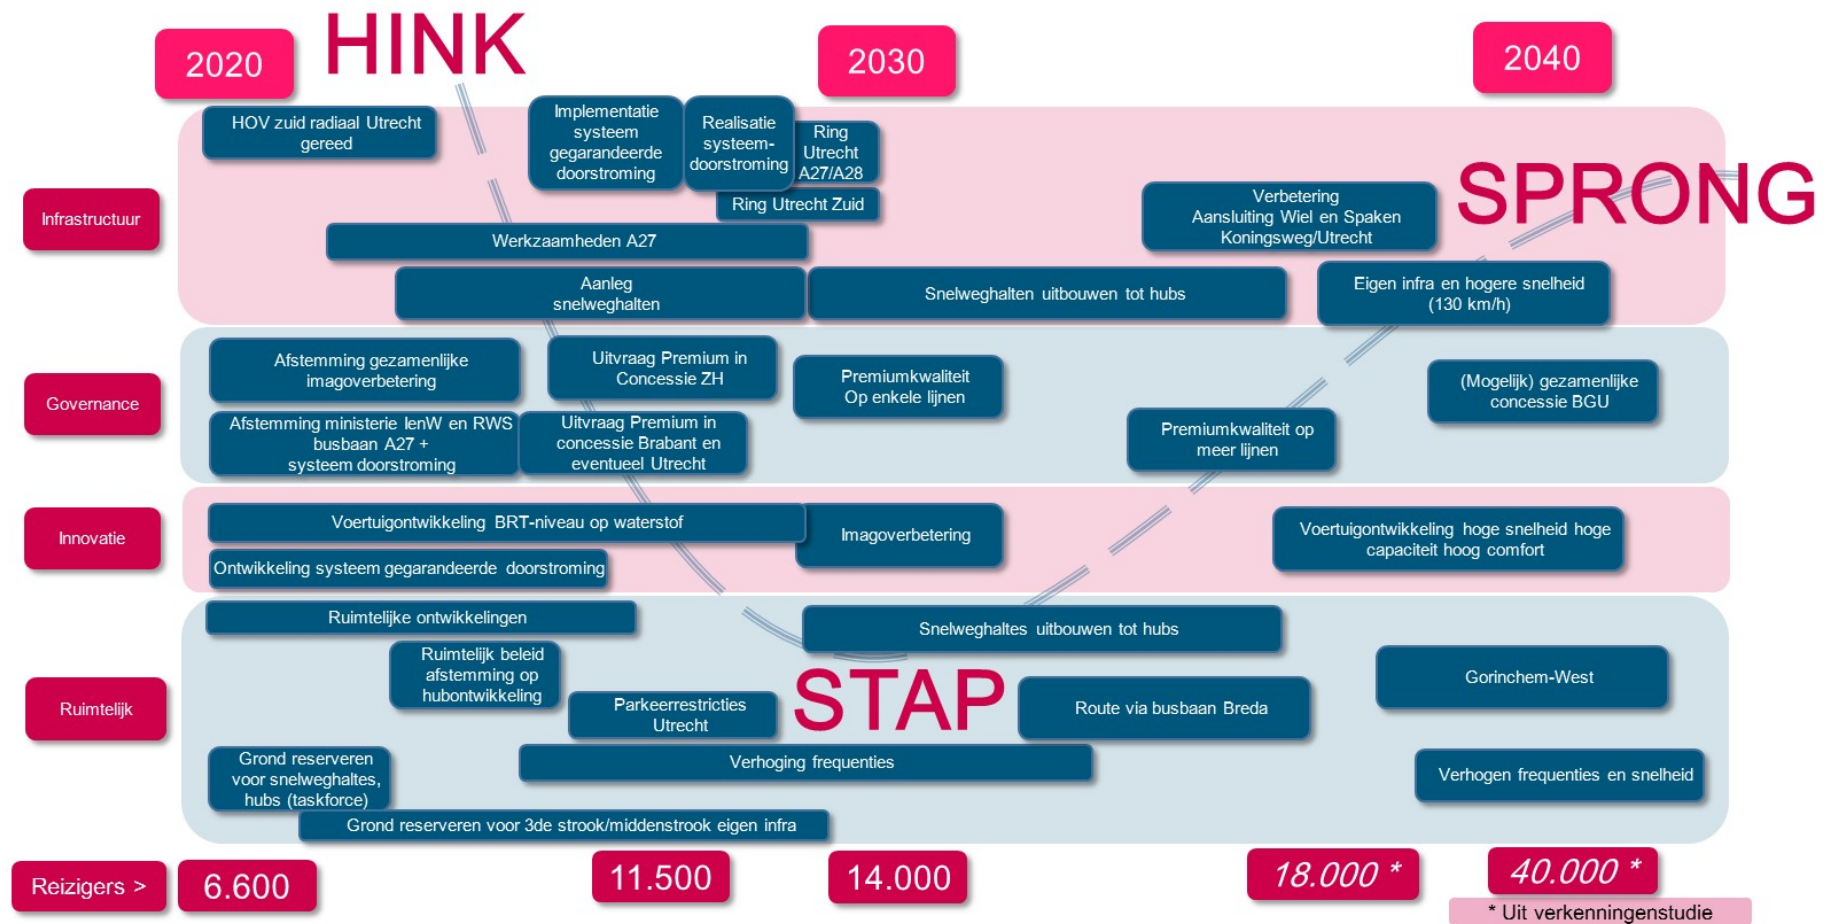 HINK
2020
2030
2040
HOV zuid radiaal Utrecht
gereed
Implementatie
systeem
gegarandeerde
doorstroming
Realisatie
systeem-
doorstroming
Ring
Utrecht
A27/A28
Ring Utrecht Zuid
Verbetering
Aansluiting Wiel en Spaken
Koningsweg/Utrecht
SPRONG
Infrastructuur
Werkzaamheden A27
Aanleg
snelweghalten
Snelweghalten uitbouwen tot hubs
Eigen infra en hogere snelheid
(130 km/h)
Governance
Afstemming gezamenlijke
imagoverbetering
Uitvraag Premium in
Concessie ZH
Premiumkwaliteit
Op enkele lijnen
(Mogelijk) gezamenlijke
concessie BGU
Afstemming ministerie IenW en RWS
busbaan A27 +
systeem doorstroming
Uitvraag Premium in
concessie Brabant en
eventueel Utrecht
Premiumkwaliteit op
meer lijnen
Innovatie
Voertuigontwikkeling BRT-niveau op waterstof
Imagoverbetering
Voertuigontwikkeling hoge snelheid hoge
capaciteit hoog comfort
Ontwikkeling systeem gegarandeerde doorstroming
Ruimtelijk
Ruimtelijke ontwikkelingen
Snelweghaltes uitbouwen tot hubs
Ruimtelijk beleid
afstemming op
hubontwikkeling
Parkeerrestricties
Utrecht
STAP
Route via busbaan Breda
Gorinchem-West
Grond reserveren
voor snelweghaltes,
hubs (taskforce)
Verhoging frequenties
Verhogen frequenties en snelheid
Grond reserveren voor 3de strook/middenstrook eigen infra
Reizigers >
6.600
11.500
14.000
18.000 *
40.000 *
* Uit verkenningenstudie